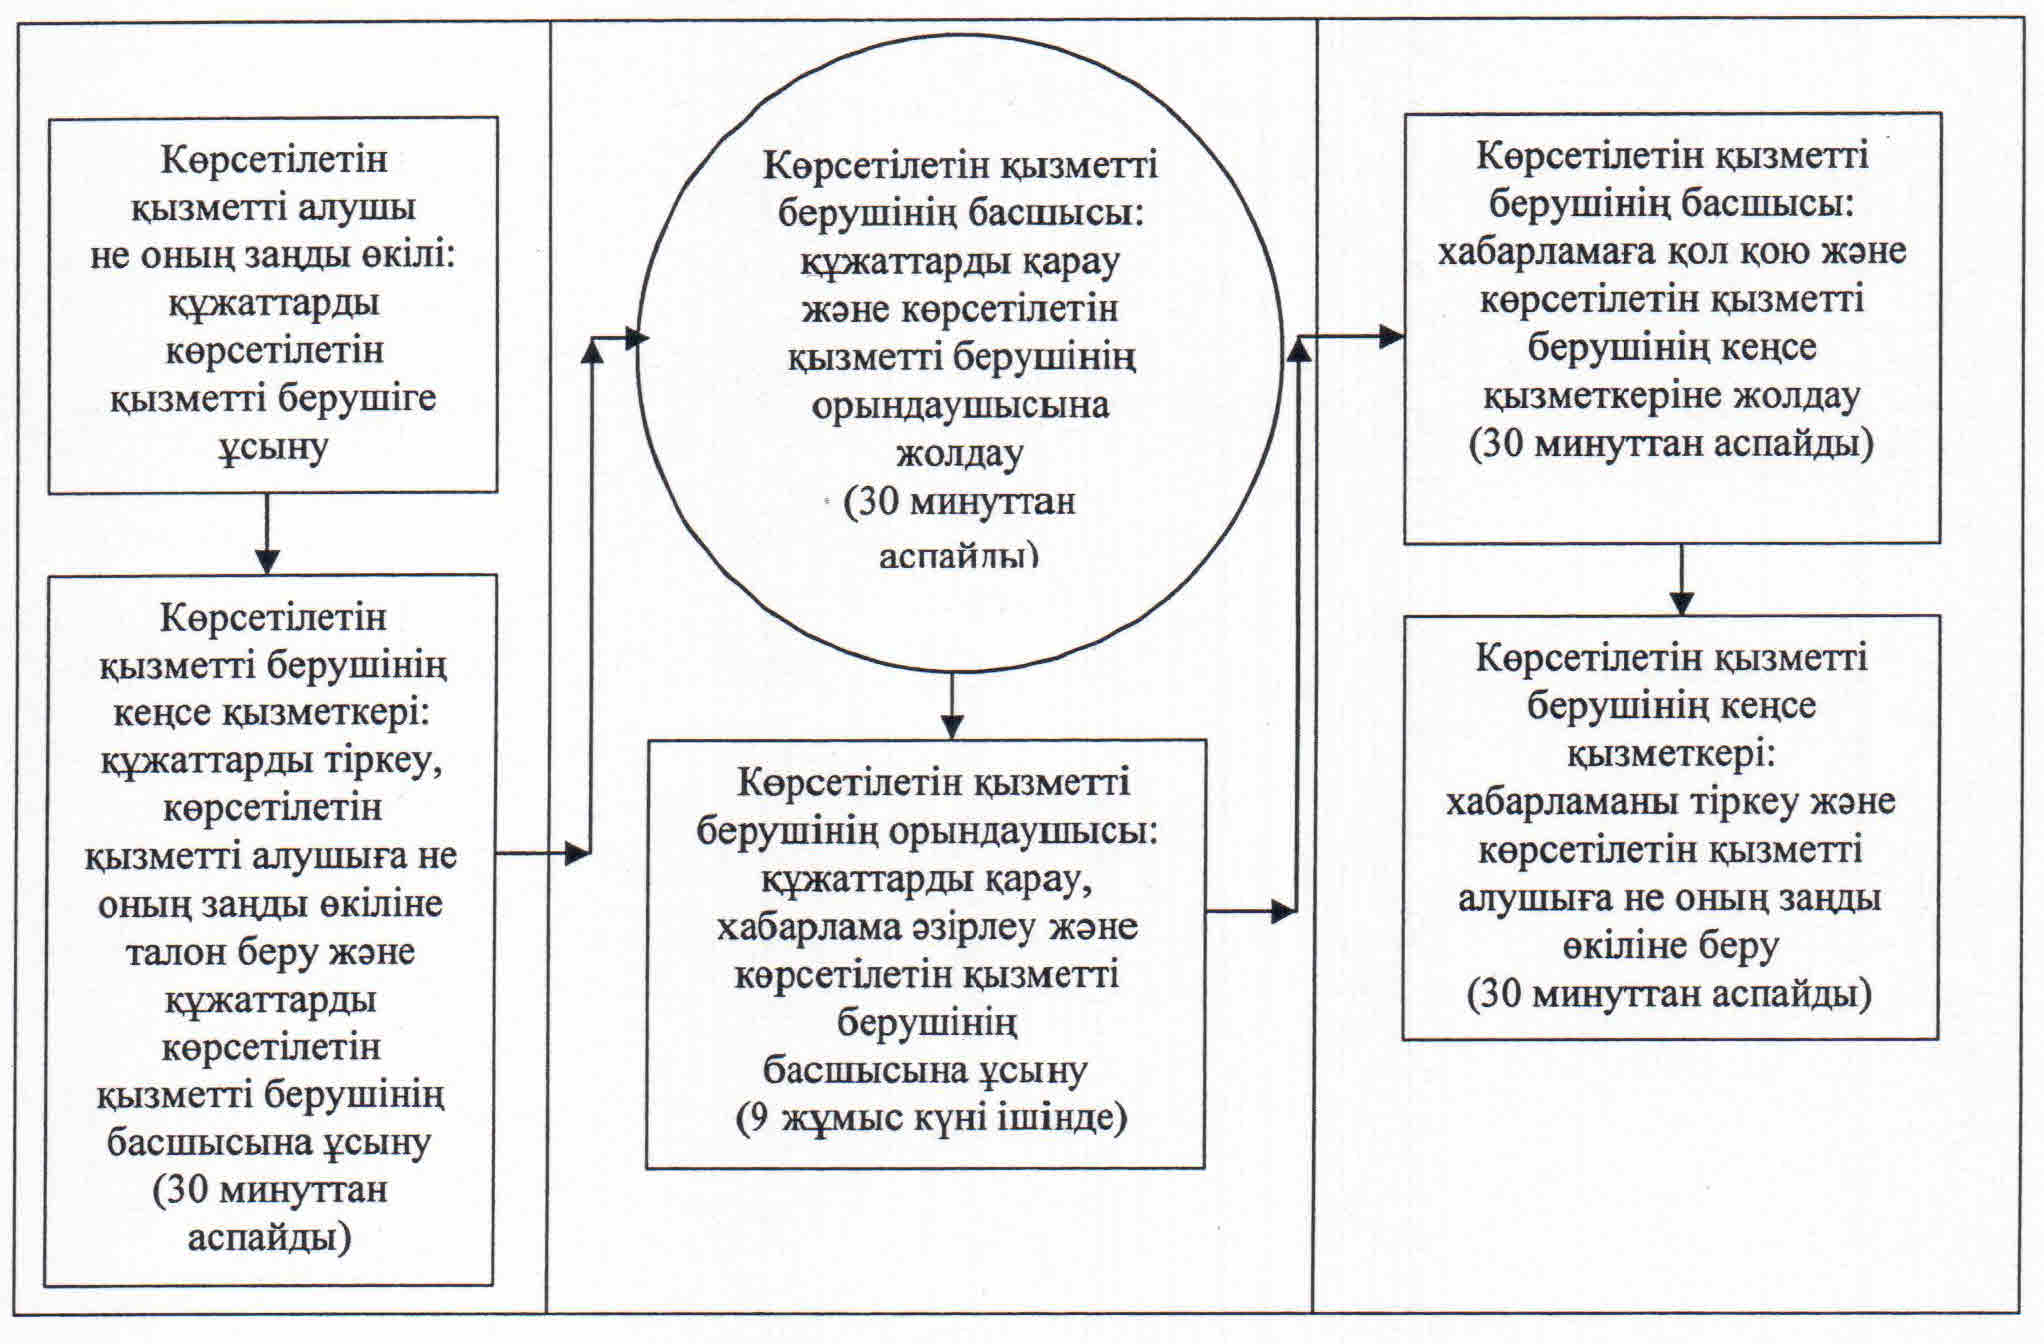 Көрсетілетін
қызметті алушы
не оның заңды өкілі:
құжаттарды
көрсетілетін
қызметті берушіге
ұсыну
Көрсетілетін
қызметті берушінің
кеңсе қызметкері:
құжаттарды тіркеу,
көрсетілетін
қызметті алушыға не
оның заңды өкіліне
талон беру және
құжаттарды
көрсетілетін
қызметті берушінің
басшысына ұсыну
(30 минуттан
аспайды)
Көрсетілетін қызметті
берушінің басшысы:
құжаттарды қарау
және көрсетілетін
қызметті берушінің
орындаушысына
жолдау
(30 минуттан
аспайды)
Көрсетілетін қызметті
берушінің орындаушысы:
құжаттарды қарау,
хабарлама әзірлеу және
көрсетілетін қызметті
берушінің
басшысына ұсыну
(9 жұмыс күні ішінде)
Көрсетілетін қызметті
берушінің басшысы:
хабарламаға қол қою және
көрсетілетін қызметті
берушінің кеңсе
қызметкеріне жолдау
(30 минуттан аспайды)
Көрсетілетін қызметті
берушінің кеңсе
қызметкері:
хабарламаны тіркеу және
көрсетілетін қызметті
алушыға не оның заңды
өкіліне беру
(30 минуттан аспайды)